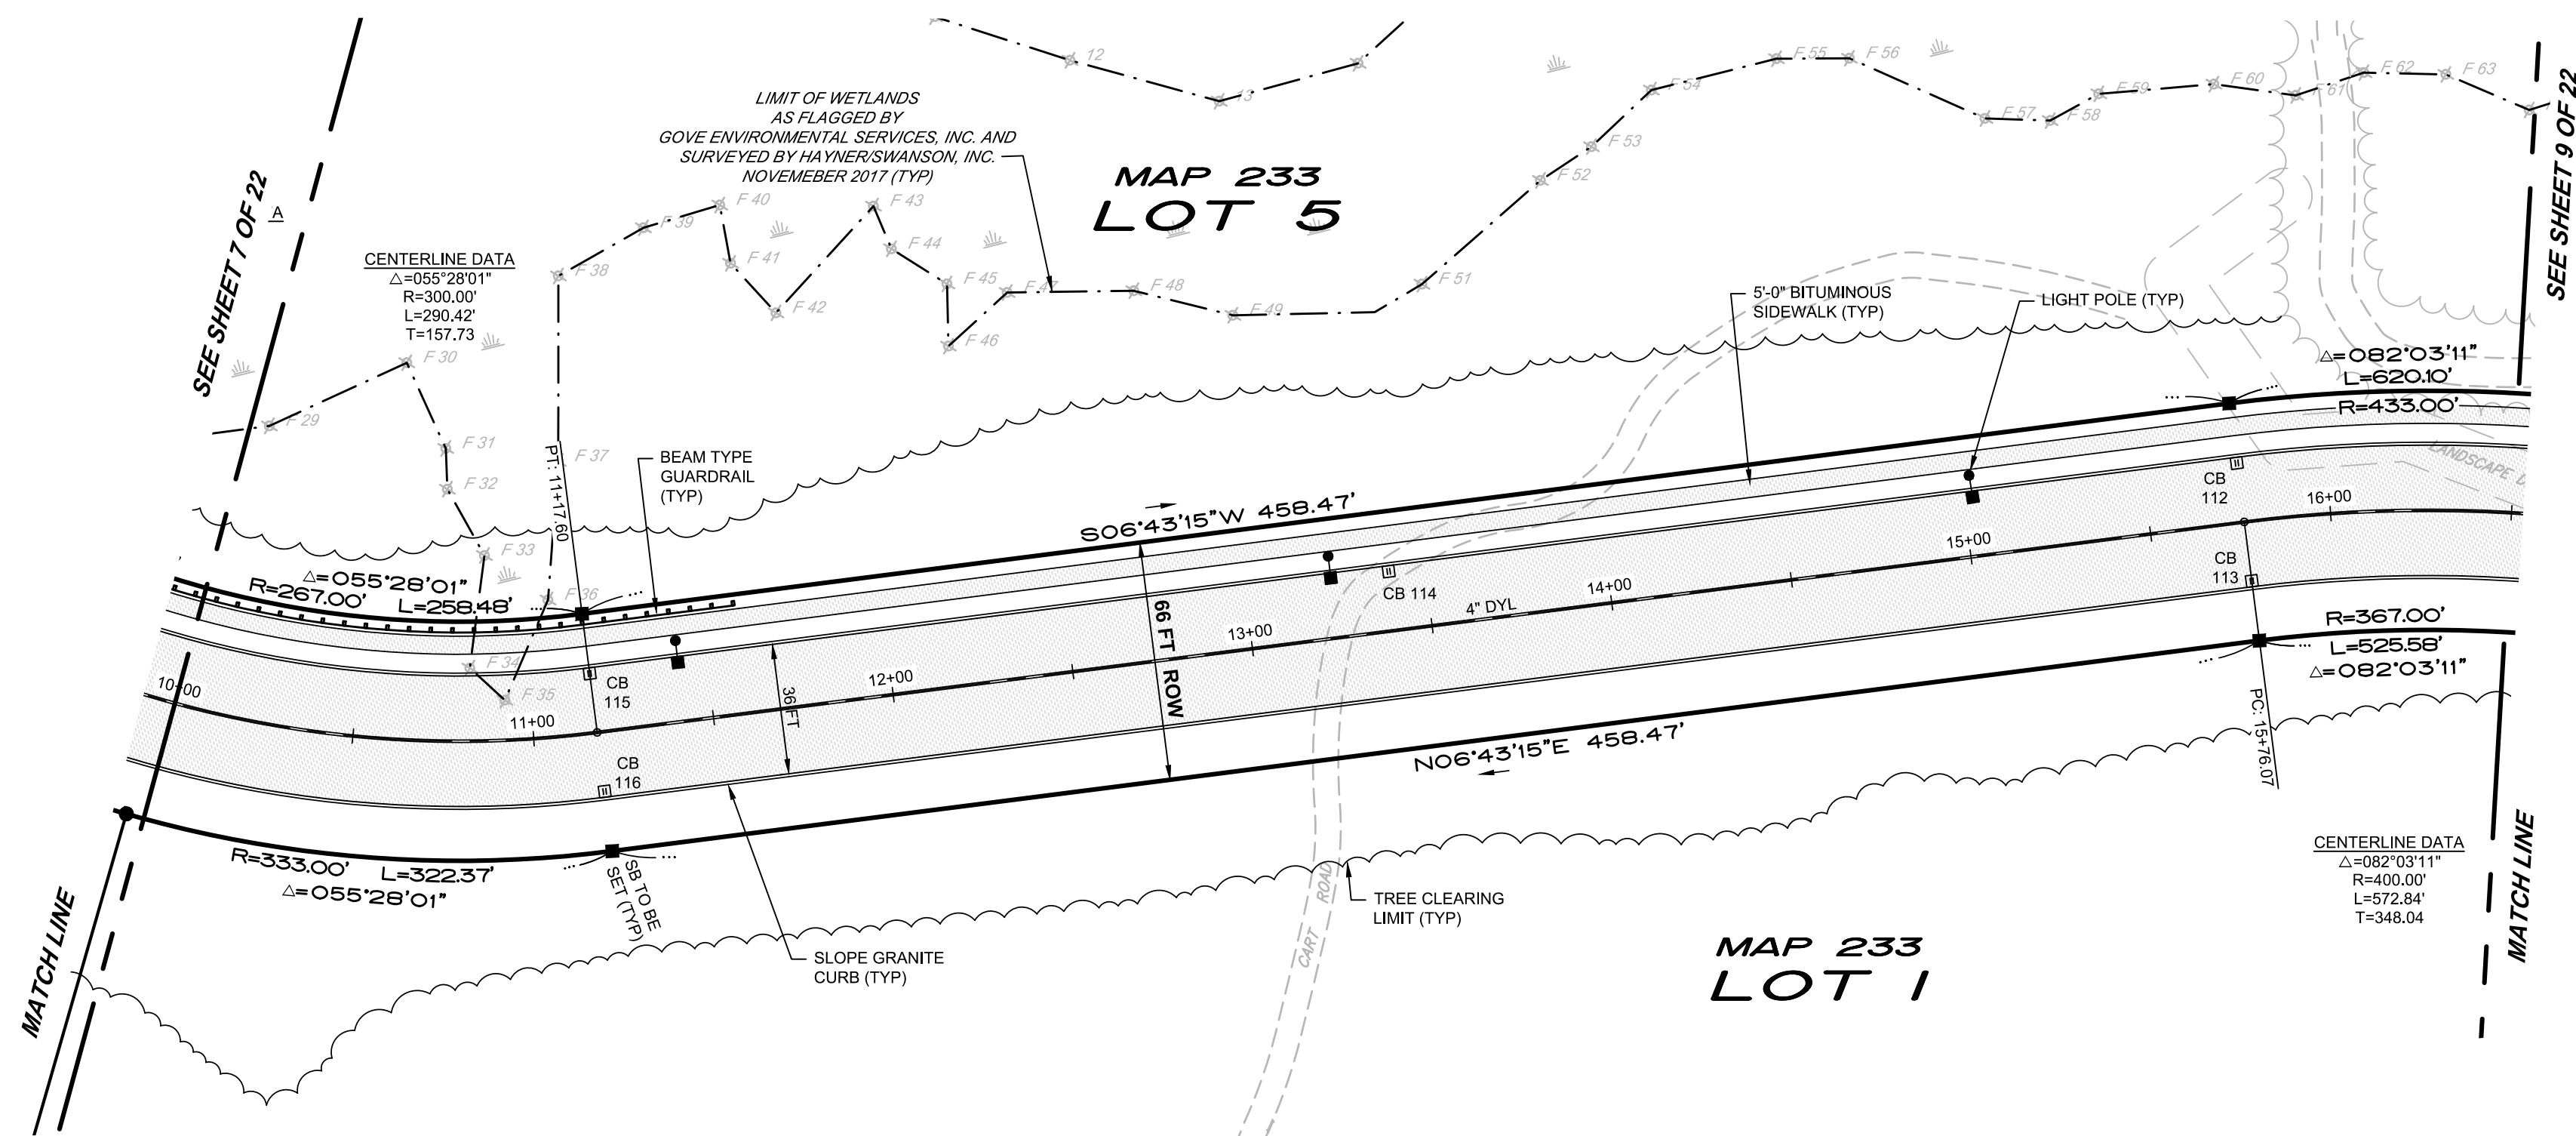 12
13
F 55
F 56
F 54
F 62
F 63
F 59
F 60
F 61
F 57
F 58
F 53
F 52
F 51
SEE SHEET 7 OF 22
A
SEE SHEET 9 OF 22
LIMIT OF WETLANDS
AS FLAGGED BY
GOVE ENVIRONMENTAL SERVICES, INC. AND
SURVEYED BY HAYNER/SWANSON, INC.
NOVEMEBER 2017 (TYP)
MAP 233
LOT 5
F 40
F 39
F 43
F 41
F 44
F 38
F 42
F 45
F 47
F 48
F 49
F 46
CENTERLINE DATA
△=055°28'01"
R=300.00'
L=290.42'
T=157.73
F 30
F 29
F 31
F 32
F 33
F 37
F 36
F 34
F 35
PT: 11+17.60
BEAM TYPE
GUARDRAIL
(TYP)
5'-0" BITUMINOUS
SIDEWALK (TYP)
LIGHT POLE (TYP)
△=082°03'11"
L=620.10'
R=433.00'
S06°43'15"W 458.47'
△=055°28'01"
R=267.00'
L=258.48'
CB
112
16+00
15+00
CB
113
14+00
CB 114
4" DYL
13+00
12+00
66 FT ROW
36 FT
CB
115
10+00
11+00
CB
116
R=367.00'
L=525.58'
△=082°03'11"
PC: 15+76.07
N06°43'15"E 458.47'
R=333.00' L=322.37'
△=055°28'01"
SB TO BE
SET (TYP)
SLOPE GRANITE
CURB (TYP)
TREE CLEARING
LIMIT (TYP)
CART ROAD
MAP 233
LOT 1
CENTERLINE DATA
△=082°03'11"
R=400.00'
L=572.84'
T=348.04
MATCH LINE
MATCH LINE
LANDSCAPE